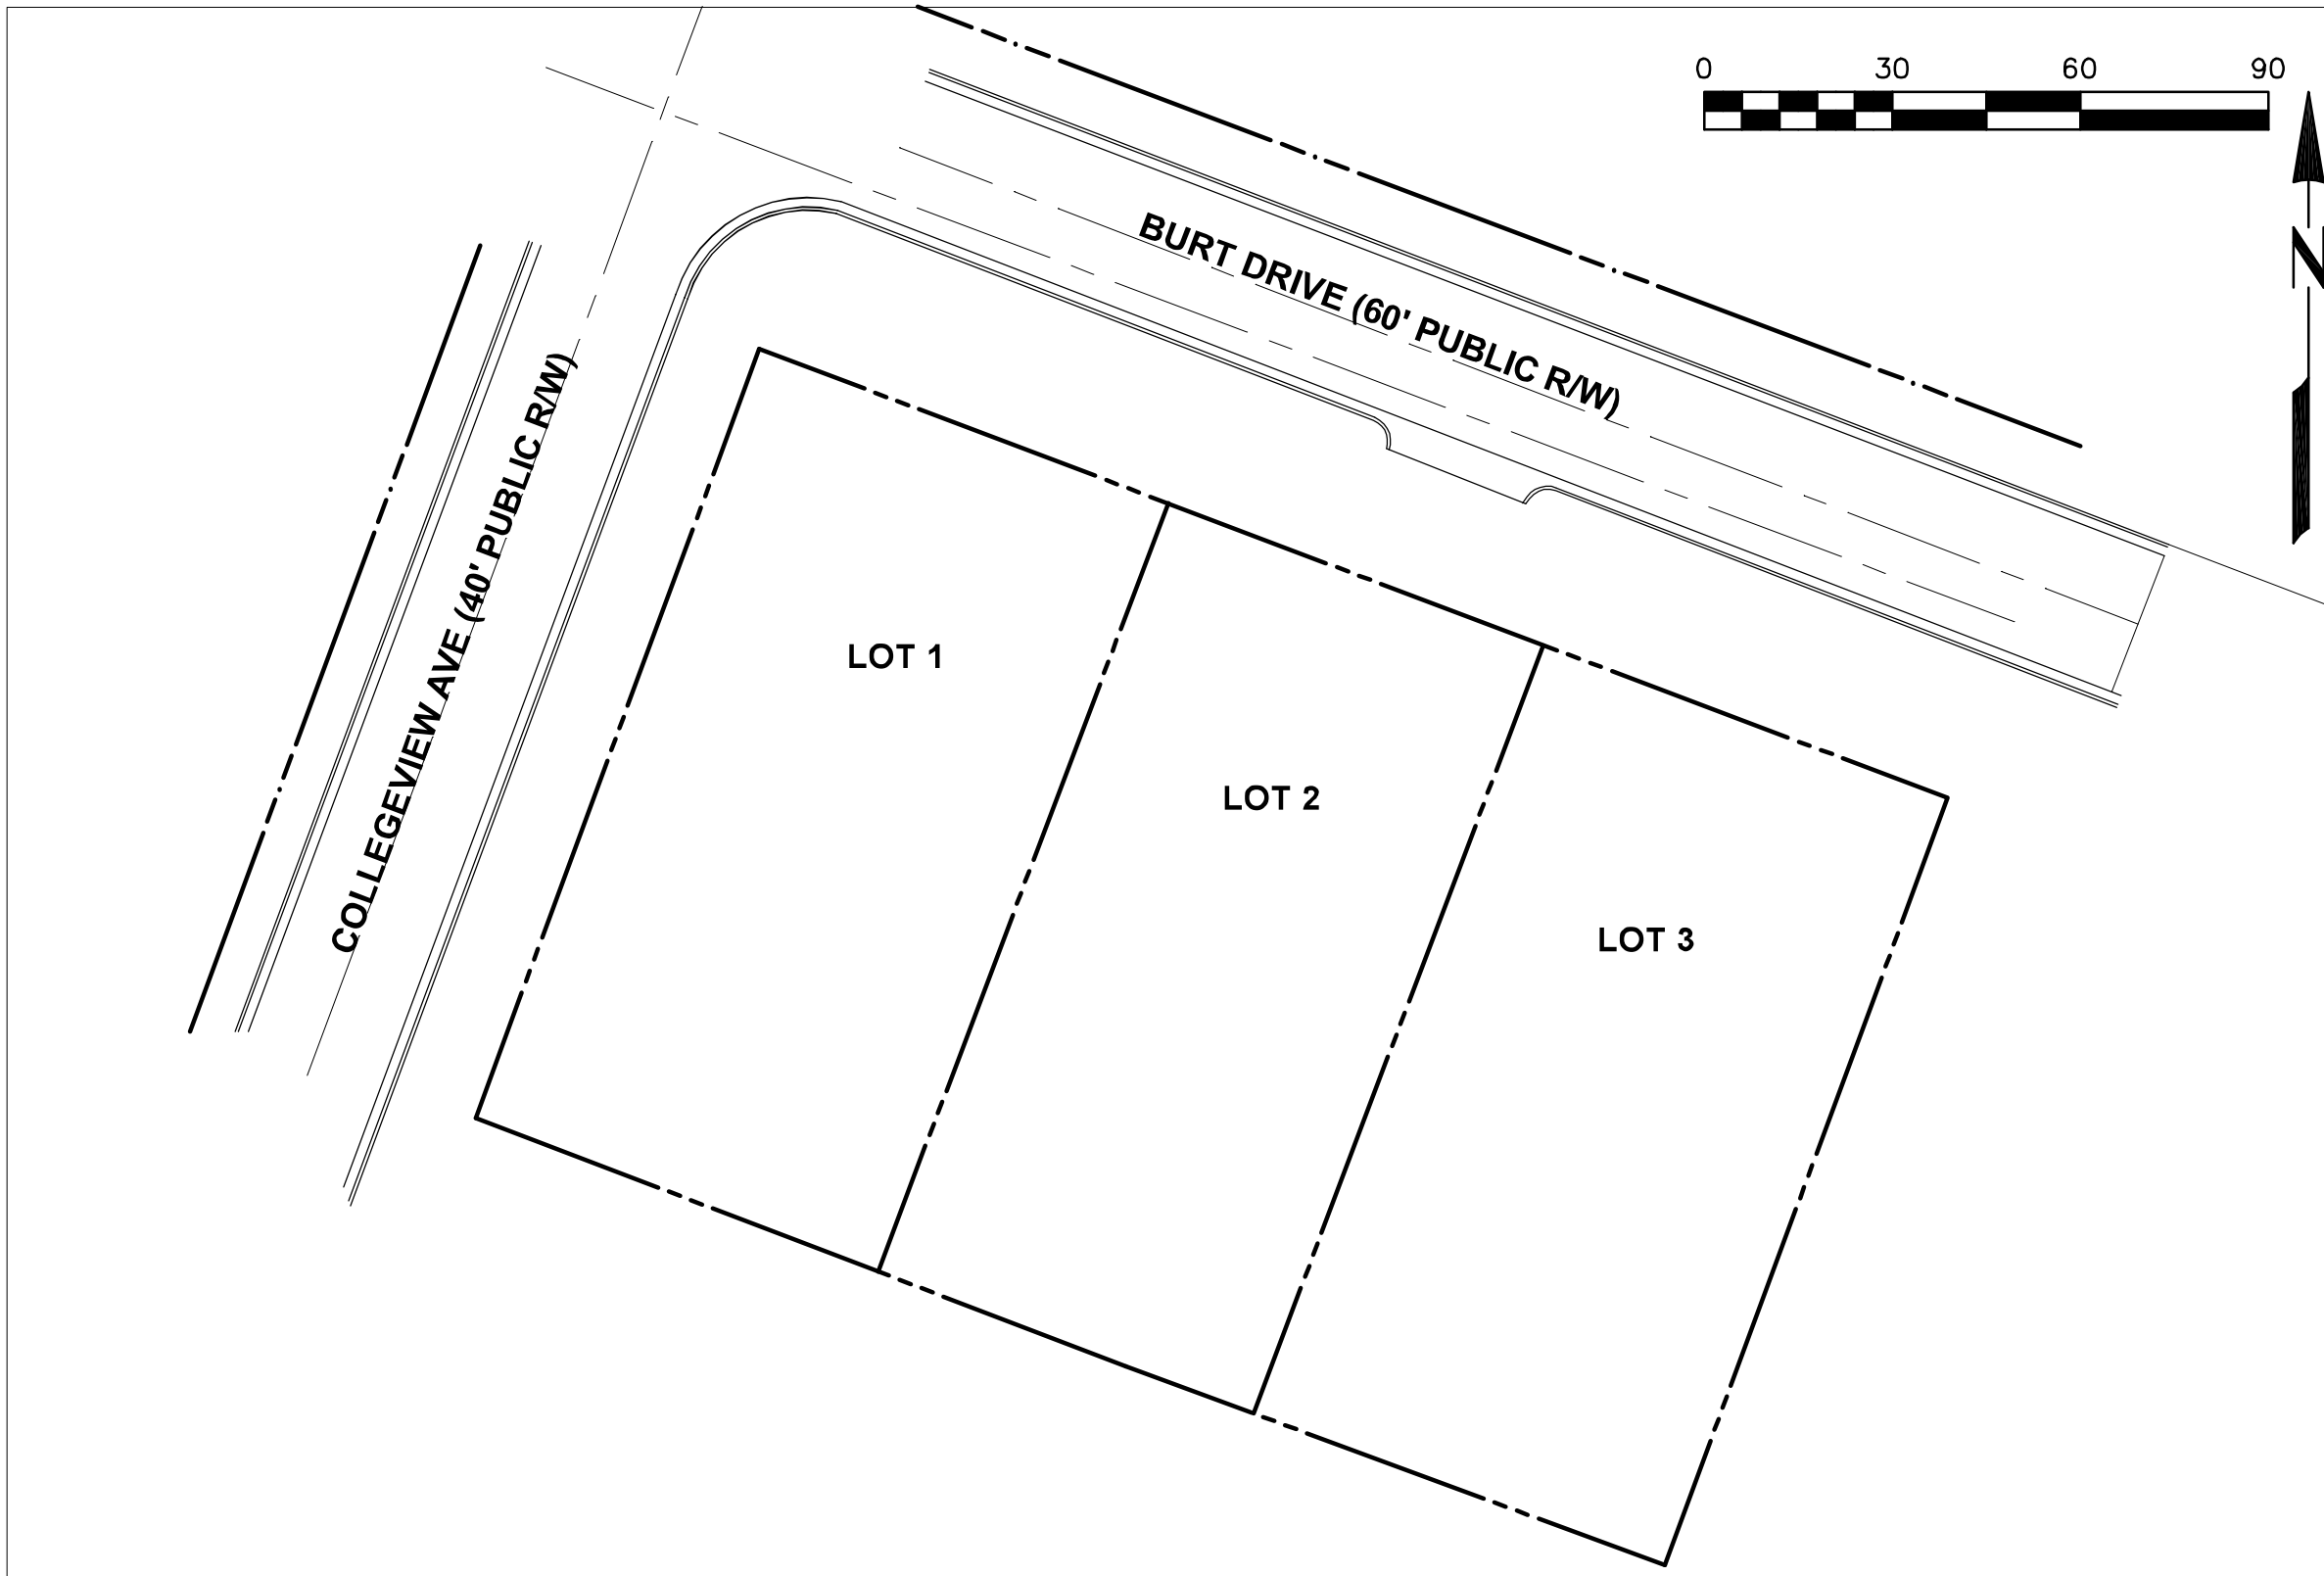 0 30 60 90
N
BURT DRIVE (60' PUBLIC R/W)
COLLEGEVIEW AVE (40' PUBLIC R/W)
LOT 1
LOT 2
LOT 3